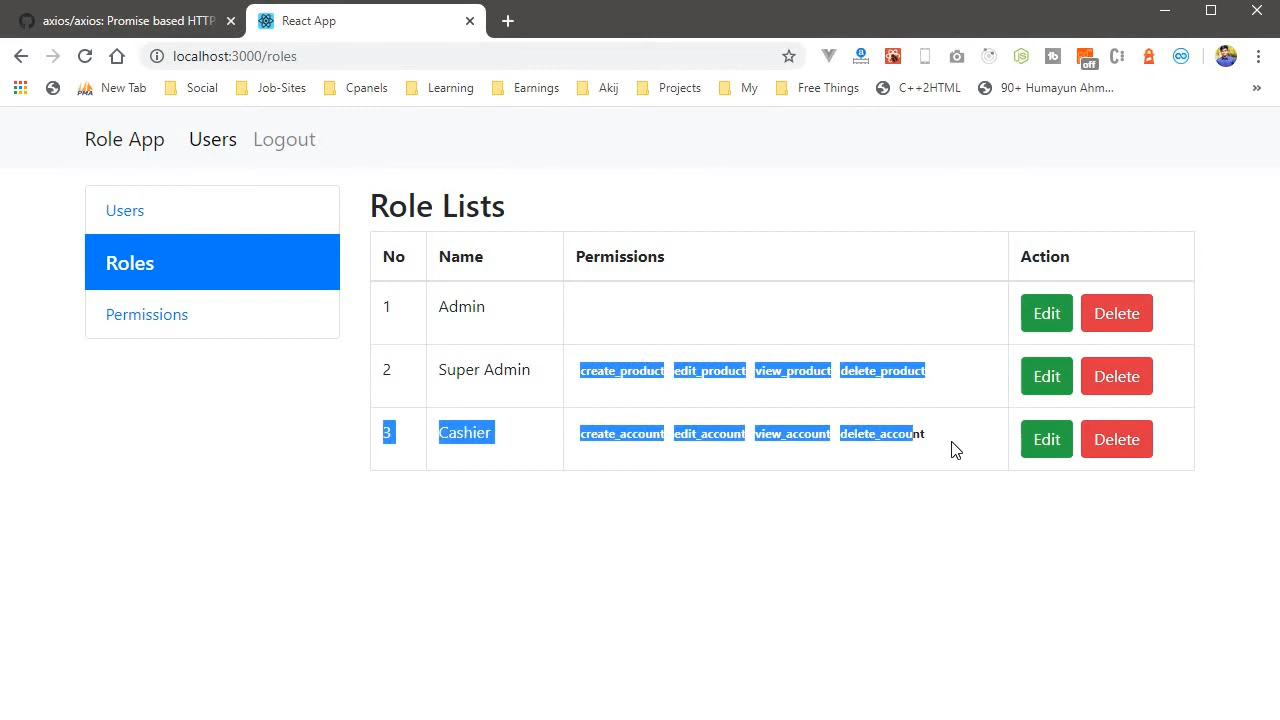 axios/axios: Promise based HTTP
React App
localhost:3000/roles
off
New Tab
Social
Job-Sites
Cpanels
Learning
Earnings
Akij
Projects
My
Free Things
C++2HTML
90+ Humayun Ahm...
Role App Users Logout
Users
Roles
Permissions
Role Lists
No Name Permissions Action
1 Admin Edit Delete
2 Super Admin create_product edit_product view_product delete_product Edit Delete
3 Cashier create_account edit_account view_account delete_account Edit Delete